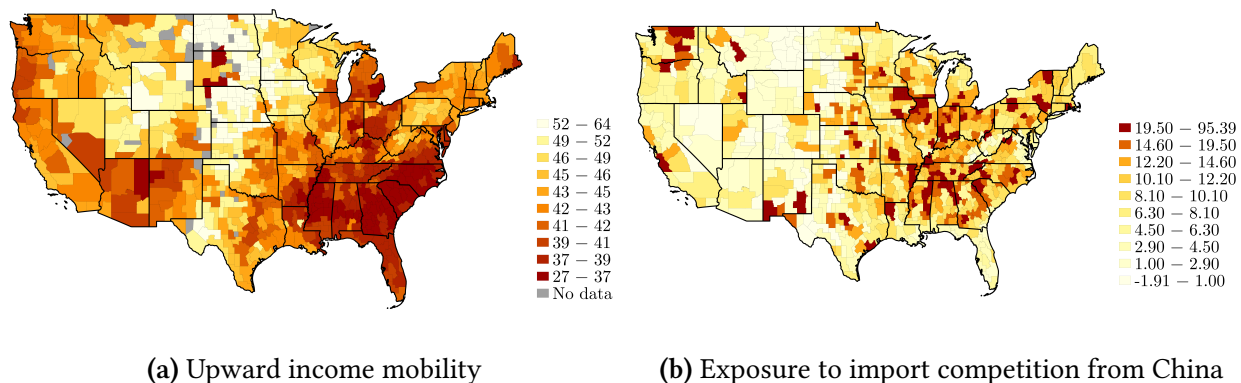 52 – 64
49 – 52
46 – 49
45 – 46
43 – 45
42 – 43
41 – 42
39 – 41
37 – 39
27 – 37
No data
19.50 – 95.39
14.60 – 19.50
12.20 – 14.60
10.10 – 12.20
8.10 – 10.10
6.30 – 8.10
4.50 – 6.30
2.90 – 4.50
1.00 – 2.90
-1.91 – 1.00
(a) Upward income mobility
(b) Exposure to import competition from China